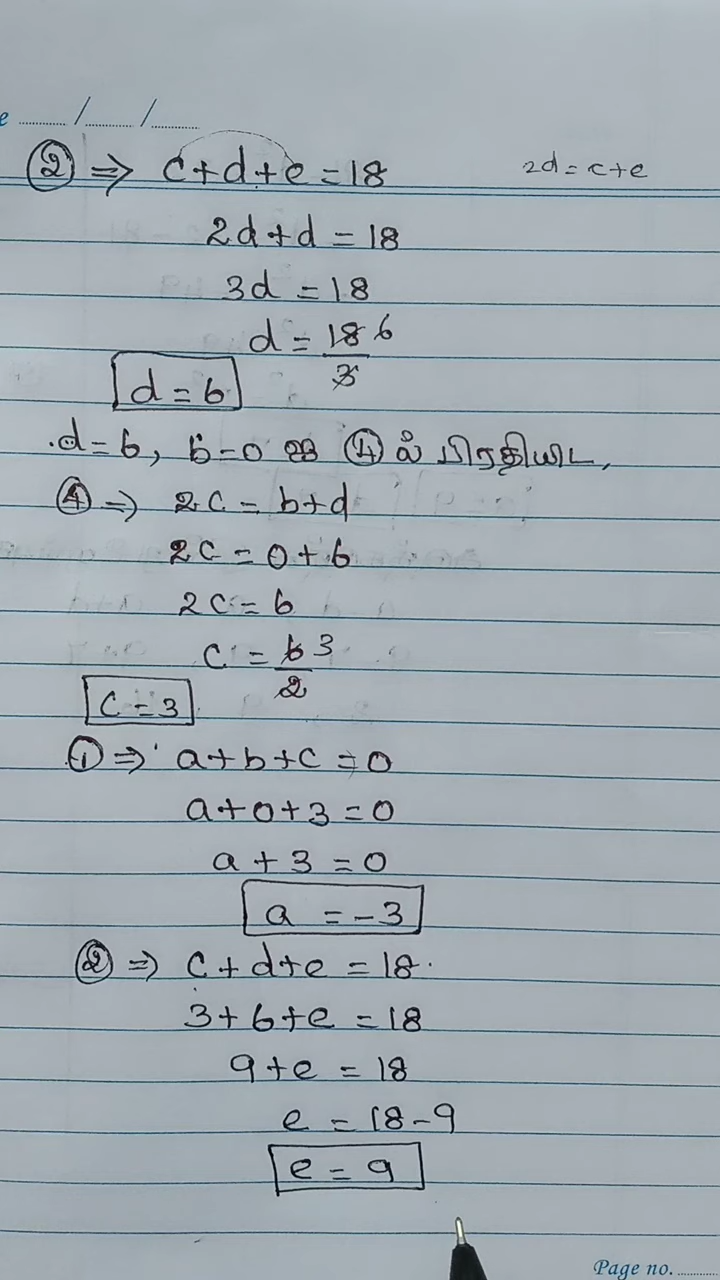 ② ⇒ c+d+e=18 2d=c+e
2d+d=18
3d=18
d=18/3 6
d=6
d=6, b=0 ஐ ④ ல் பிரதியிட,
④ ⇒ 2c=b+d
2c=0+6
2c=6
c=6/2 3
c=3
① ⇒ a+b+c=0
a+0+3=0
a+3=0
a=-3
② ⇒ c+d+e=18.
3+6+e=18
9+e=18
e=18-9
e=9
Page no. ............